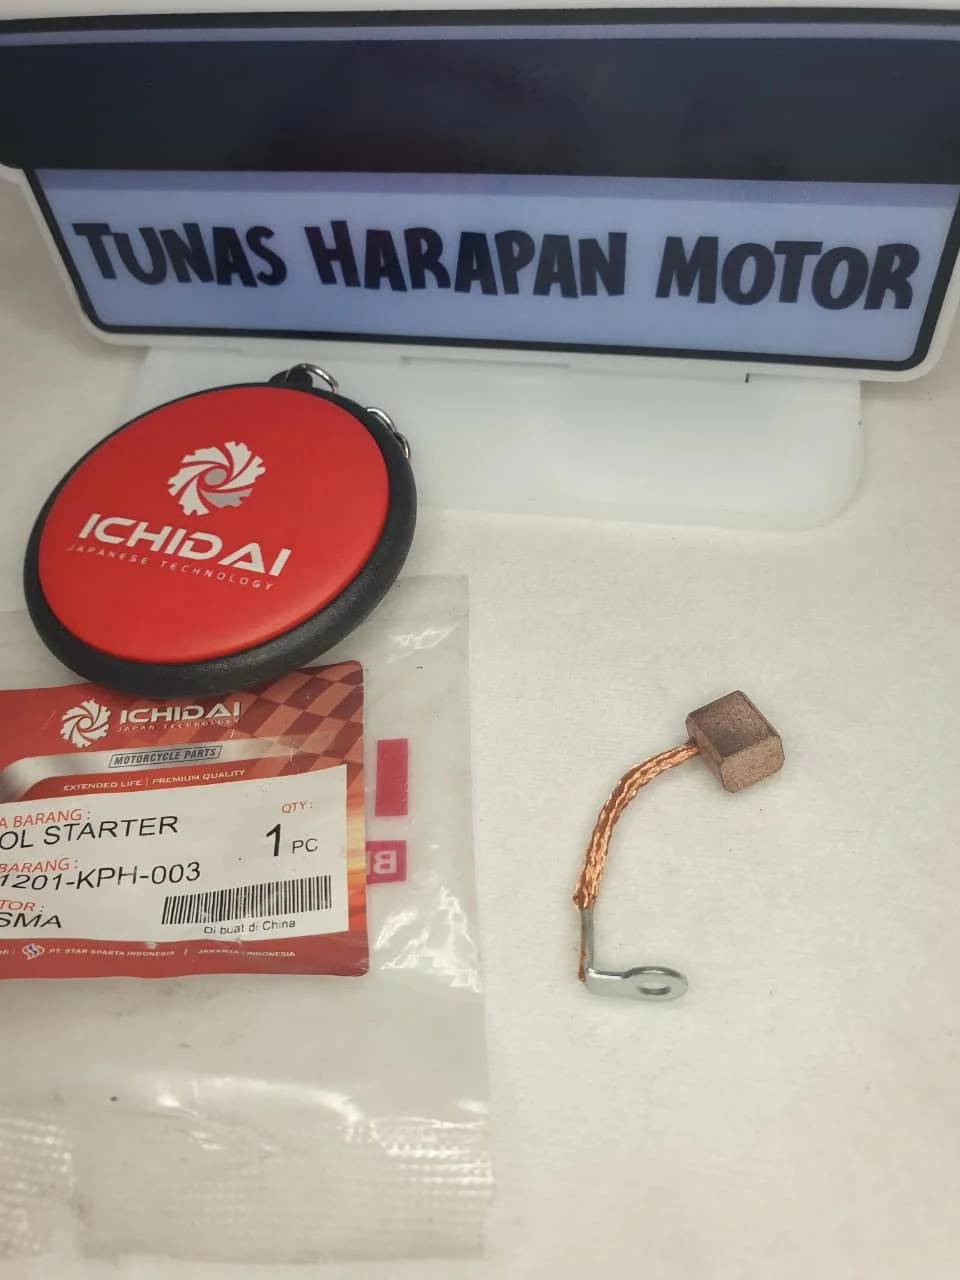 TUNAS HARAPAN MOTOR
ICHIDAI
JAPANESE TECHNOLOGY
ICHIDAI
JAPAN TECHNOLOGY
MOTORCYCLE PARTS
EXTENDED LIFE | PREMIUM QUALITY
A BARANG :
QTY :
OL STARTER
1 PC
BARANG :
1201-KPH-003
TOR :
SMA
Di buat di China
PT. STAR SPARTA INDONESIA | JAKARTA - INDONESIA